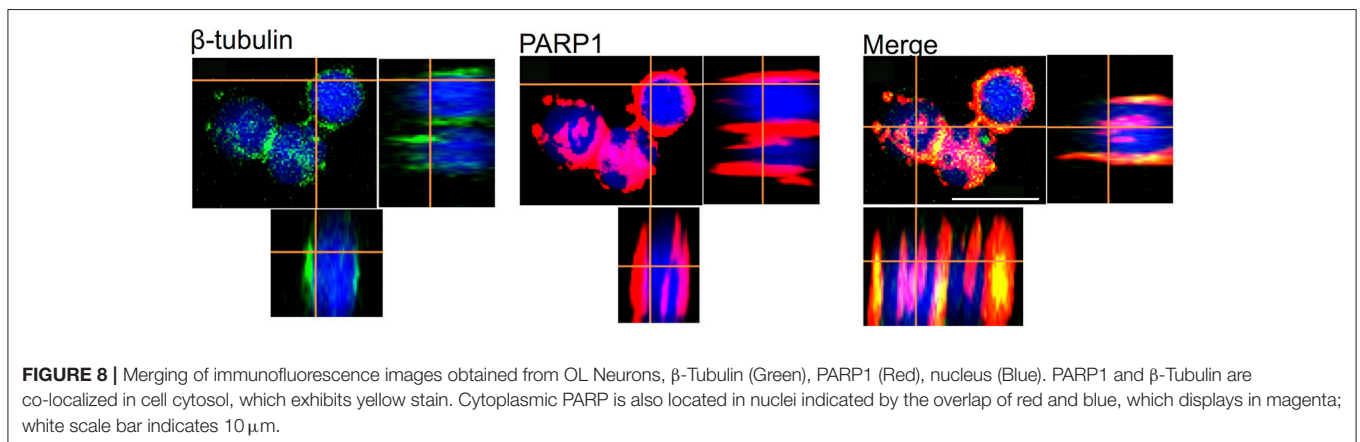 β-tubulin PARP1 Merge
FIGURE 8 | Merging of immunofluorescence images obtained from OL Neurons, β-Tubulin (Green), PARP1 (Red), nucleus (Blue). PARP1 and β-Tubulin are
co-localized in cell cytosol, which exhibits yellow stain. Cytoplasmic PARP is also located in nuclei indicated by the overlap of red and blue, which displays in magenta;
white scale bar indicates 10 μm.